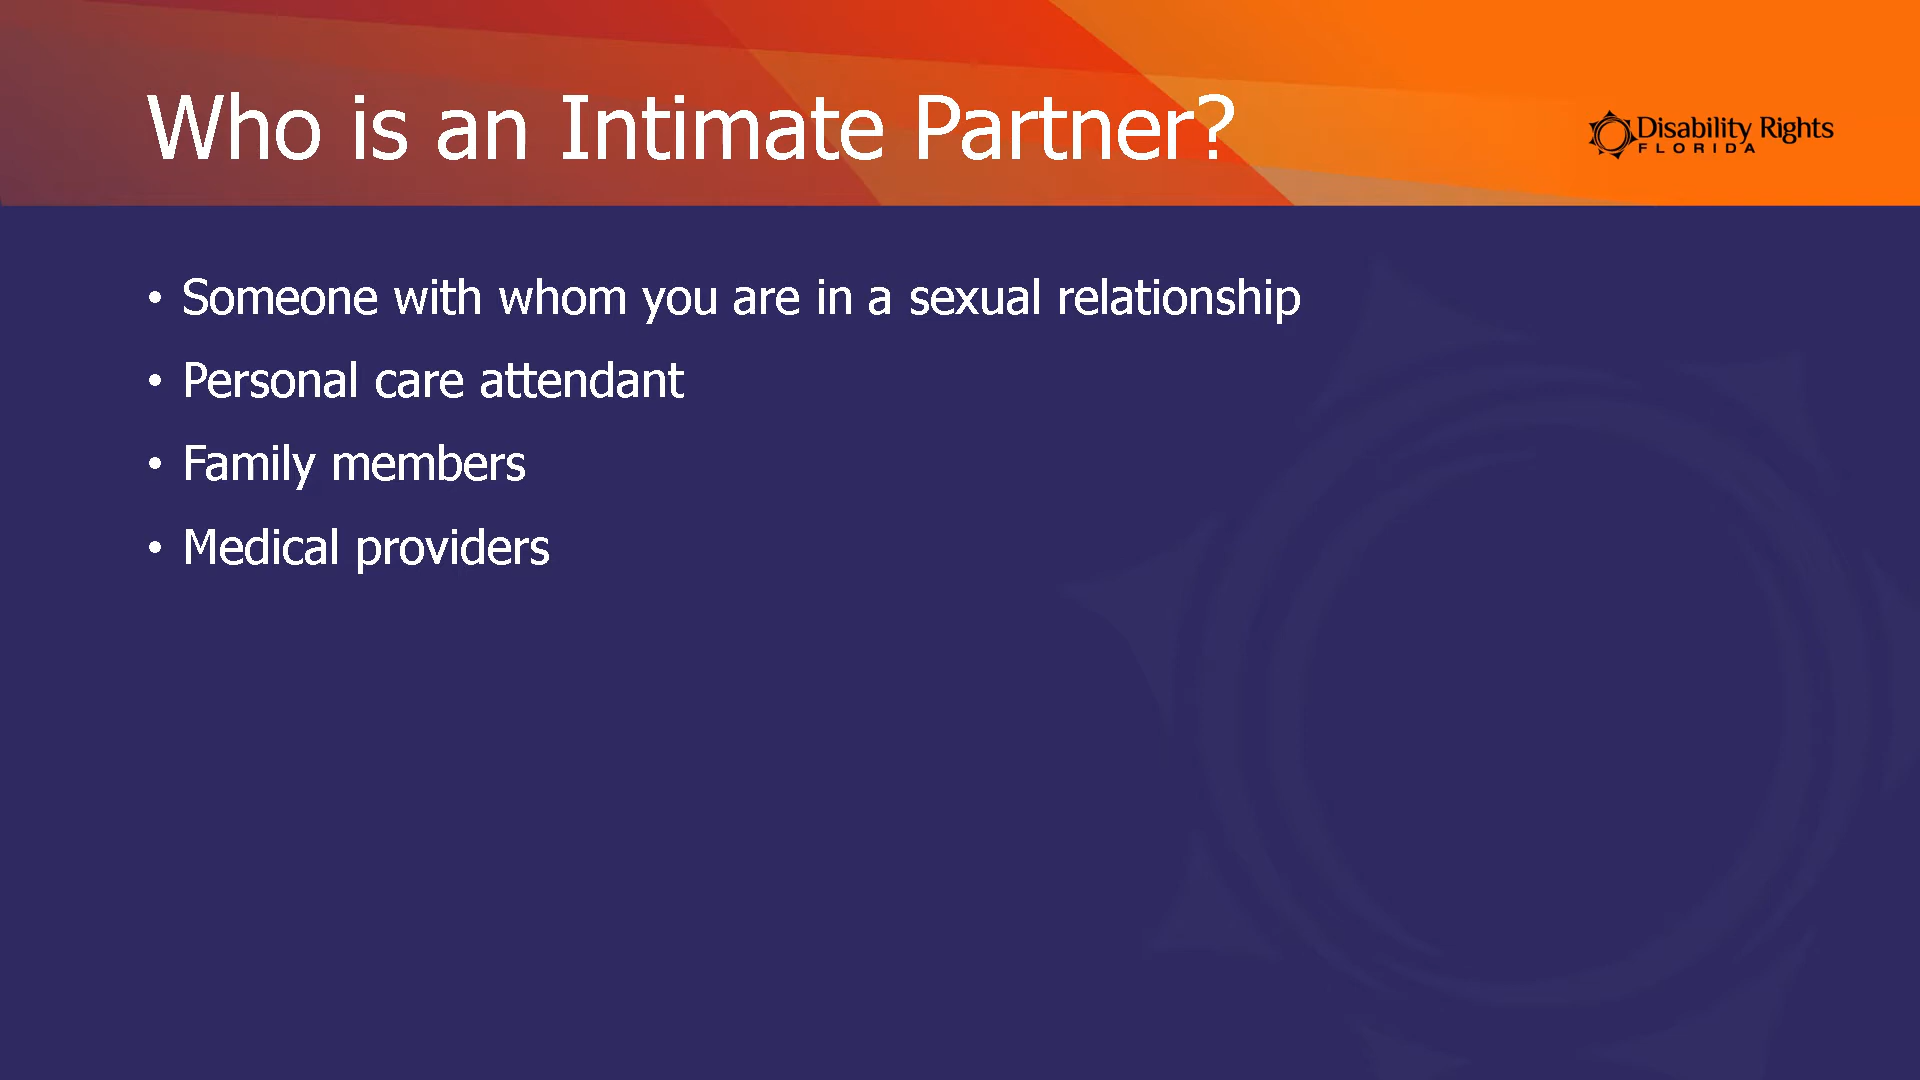 Who is an Intimate Partner?
Disability Rights
FLORIDA
• Someone with whom you are in a sexual relationship
• Personal care attendant
• Family members
• Medical providers